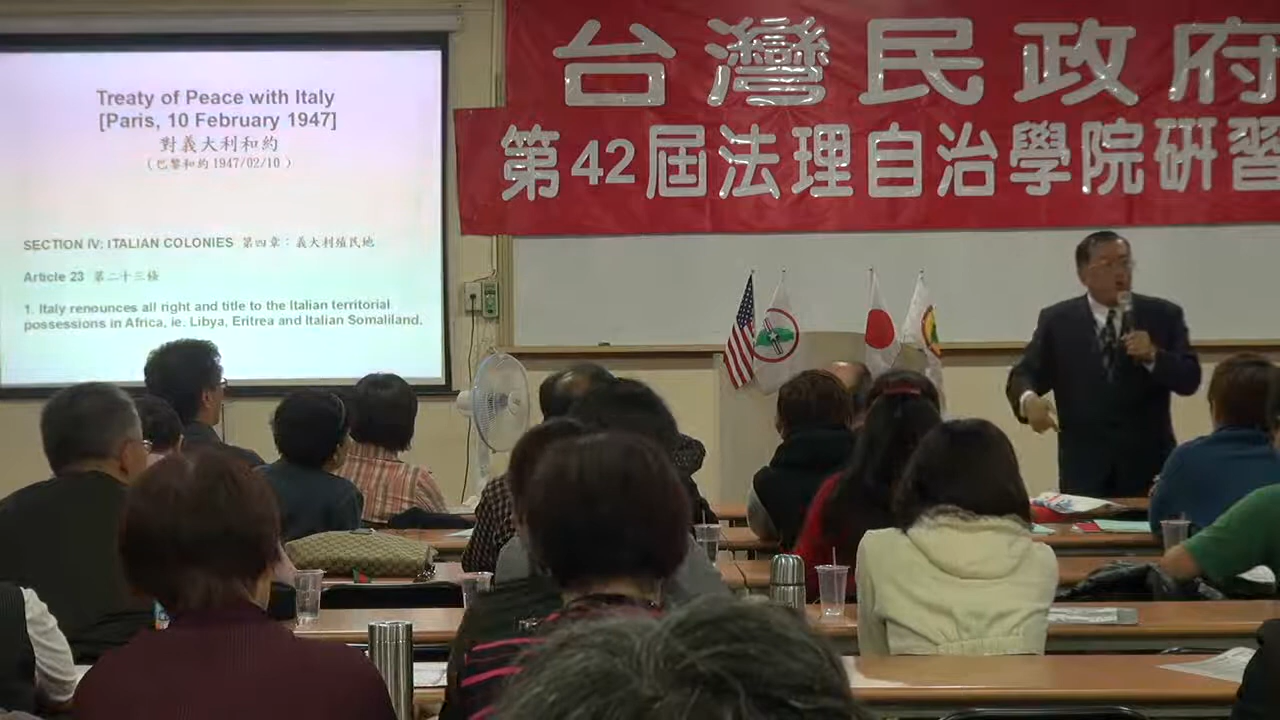 Treaty of Peace with Italy
[Paris, 10 February 1947]
對義大利和約
(巴黎和約 1947/02/10 )
SECTION IV: ITALIAN COLONIES 第四章：義大利殖民地
Article 23 第二十三條
1. Italy renounces all right and title to the Italian territorial
possessions in Africa, ie. Libya, Eritrea and Italian Somaliland.
台灣民政府
第42屆法理自治學院研習